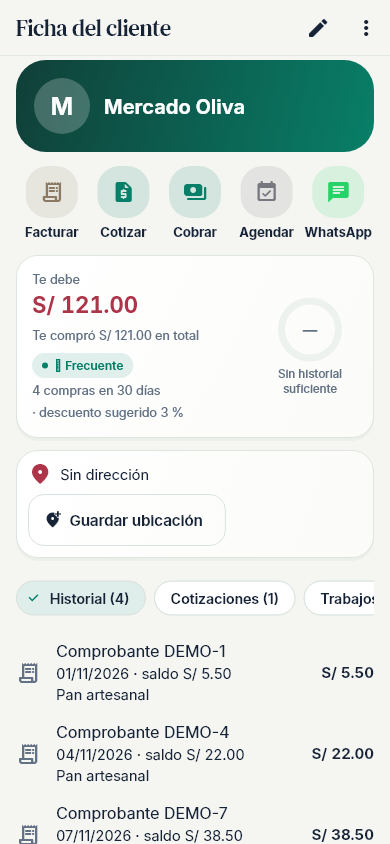 Ficha del cliente
M
Mercado Oliva
Facturar
Cotizar
Cobrar
Agendar
WhatsApp
Te debe
S/ 121.00
Te compró S/ 121.00 en total
Frecuente
4 compras en 30 días
· descuento sugerido 3 %
—
Sin historial
suficiente
Sin dirección
Guardar ubicación
Historial (4)
Cotizaciones (1)
Trabajos
Comprobante DEMO-1
01/11/2026 · saldo S/ 5.50
Pan artesanal
S/ 5.50
Comprobante DEMO-4
04/11/2026 · saldo S/ 22.00
Pan artesanal
S/ 22.00
Comprobante DEMO-7
07/11/2026 · saldo S/ 38.50
S/ 38.50